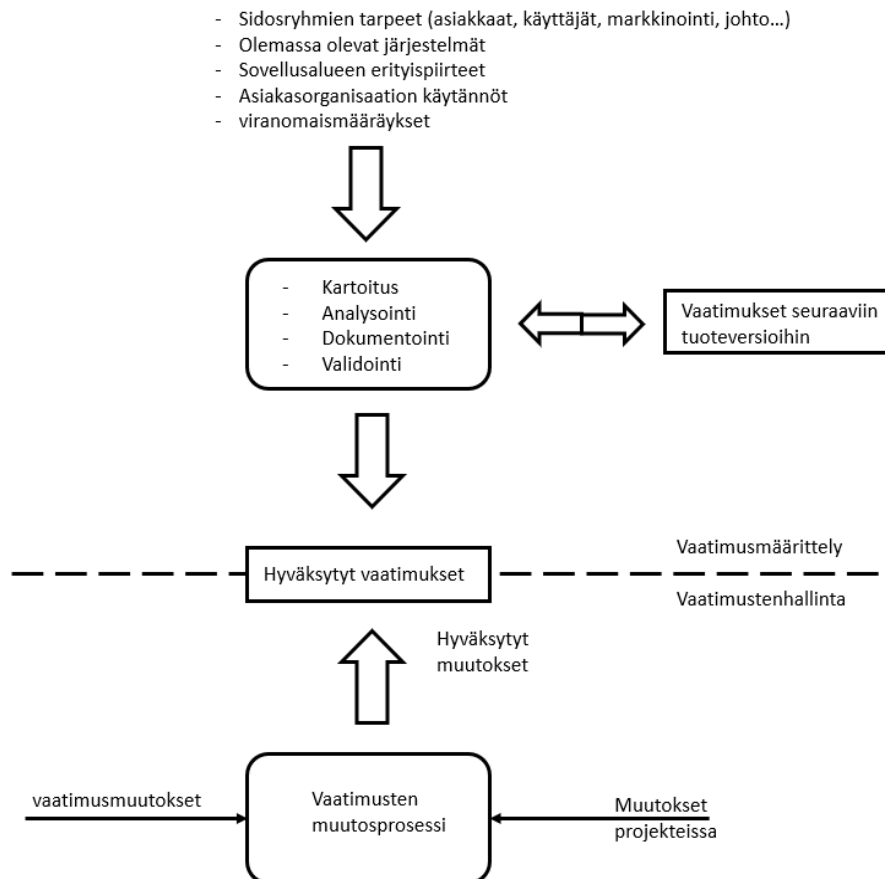 - Sidosryhmien tarpeet (asiakkaat, käyttäjät, markkinointi, johto…)
- Olemassa olevat järjestelmät
- Sovellusalueen erityispiirteet
- Asiakasorganisaation käytännöt
- viranomaismääräykset
- Kartoitus
- Analysointi
- Dokumentointi
- Validointi
Vaatimukset seuraaviin
tuoteversioihin
Vaatimusmäärittely
Hyväksytyt vaatimukset
Vaatimustenhallinta
Hyväksytyt
muutokset
vaatimusmuutokset
Vaatimusten
muutosprosessi
Muutokset
projekteissa